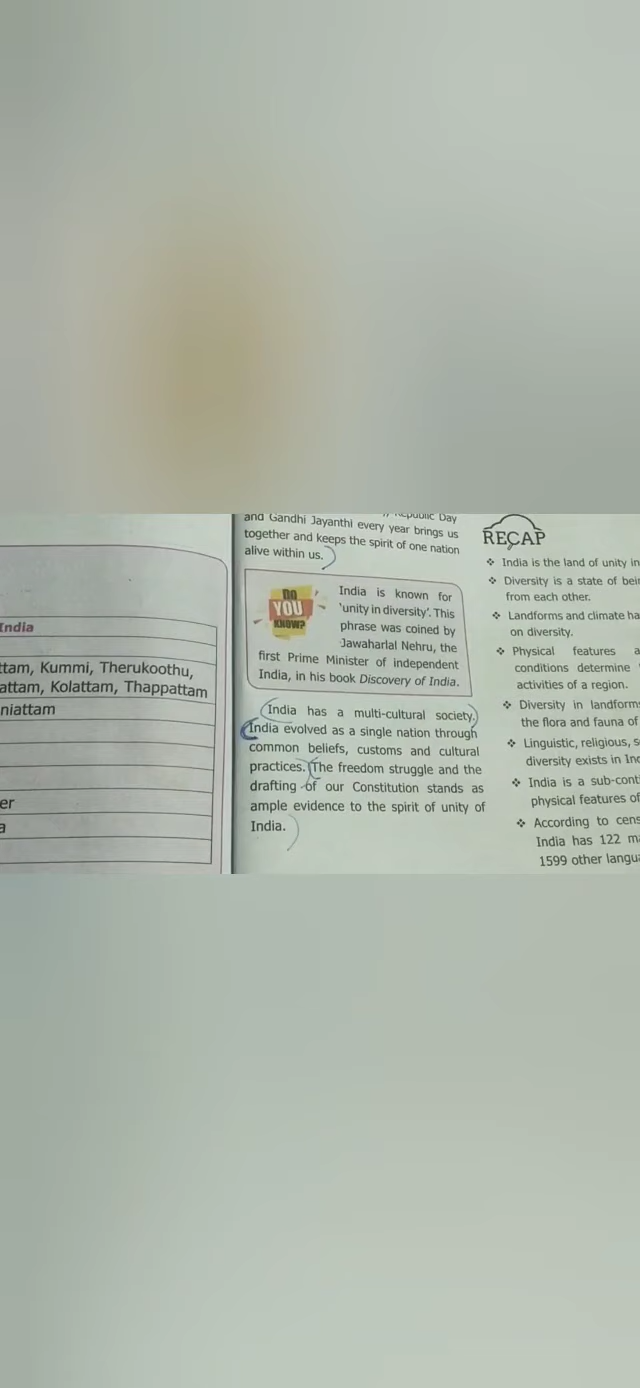 India
ttam, Kummi, Therukoothu,
attam, Kolattam, Thappattam
niattam
er
a
Republic Day
and Gandhi Jayanthi every year brings us
together and keeps the spirit of one nation
alive within us.
DO
YOU
KNOW?
India is known for
'unity in diversity'. This
phrase was coined by
Jawaharlal Nehru, the
first Prime Minister of independent
India, in his book Discovery of India.
India has a multi-cultural society.
India evolved as a single nation through
common beliefs, customs and cultural
practices. The freedom struggle and the
drafting of our Constitution stands as
ample evidence to the spirit of unity of
India.
RECAP
❖ India is the land of unity in
❖ Diversity is a state of bei
from each other.
❖ Landforms and climate ha
on diversity.
❖ Physical features a
conditions determine
activities of a region.
❖ Diversity in landform
the flora and fauna of
❖ Linguistic, religious, s
diversity exists in In
❖ India is a sub-cont
physical features of
❖ According to cens
India has 122 m
1599 other langu